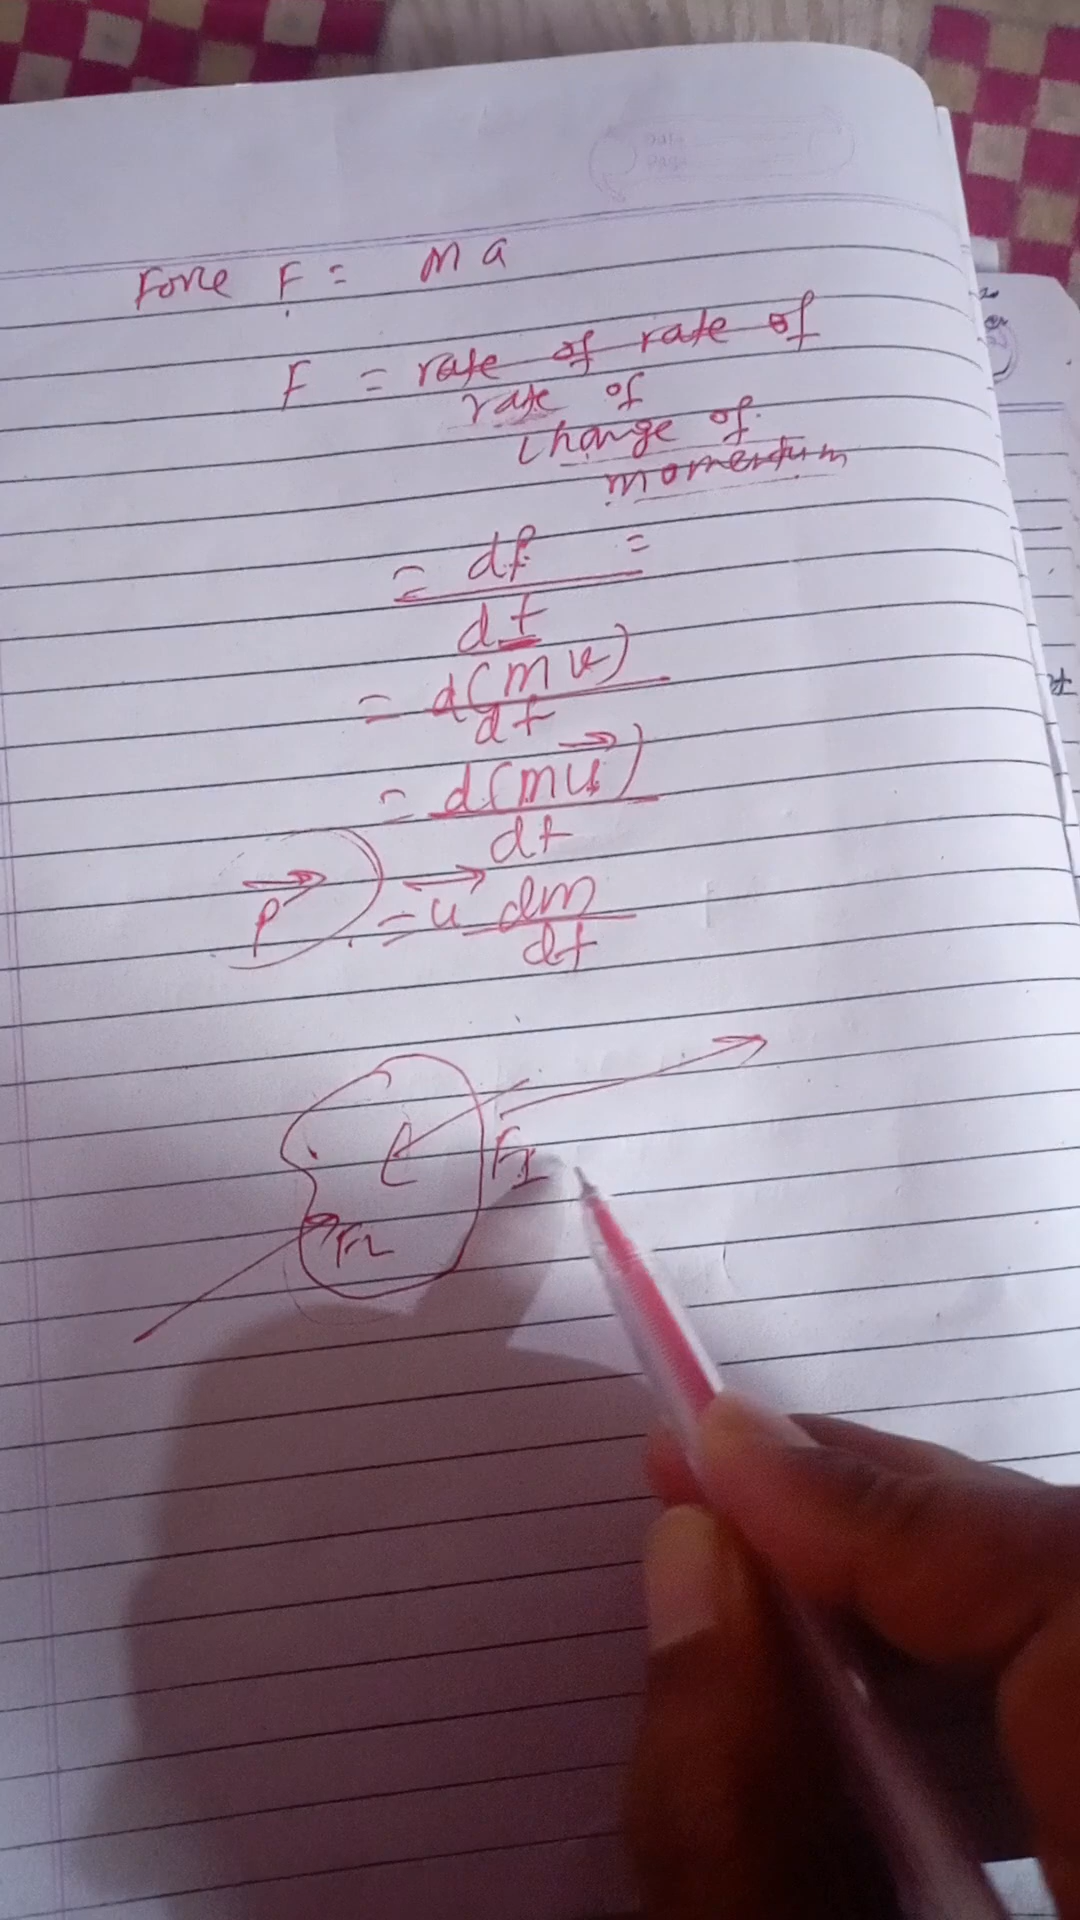 Force F = ma
F = rate of rate of
rate of
change of
momentum
= dP =
dt
= d(mv)
dt
= d(mu)
dt
P
= u dm
dt
F1
F2